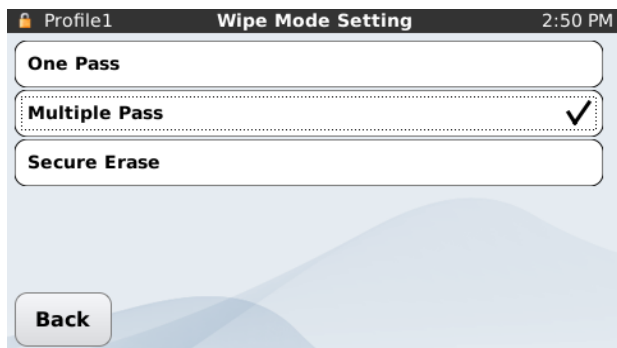 Profile1 Wipe Mode Setting 2:50 PM
One Pass
Multiple Pass
Secure Erase
Back